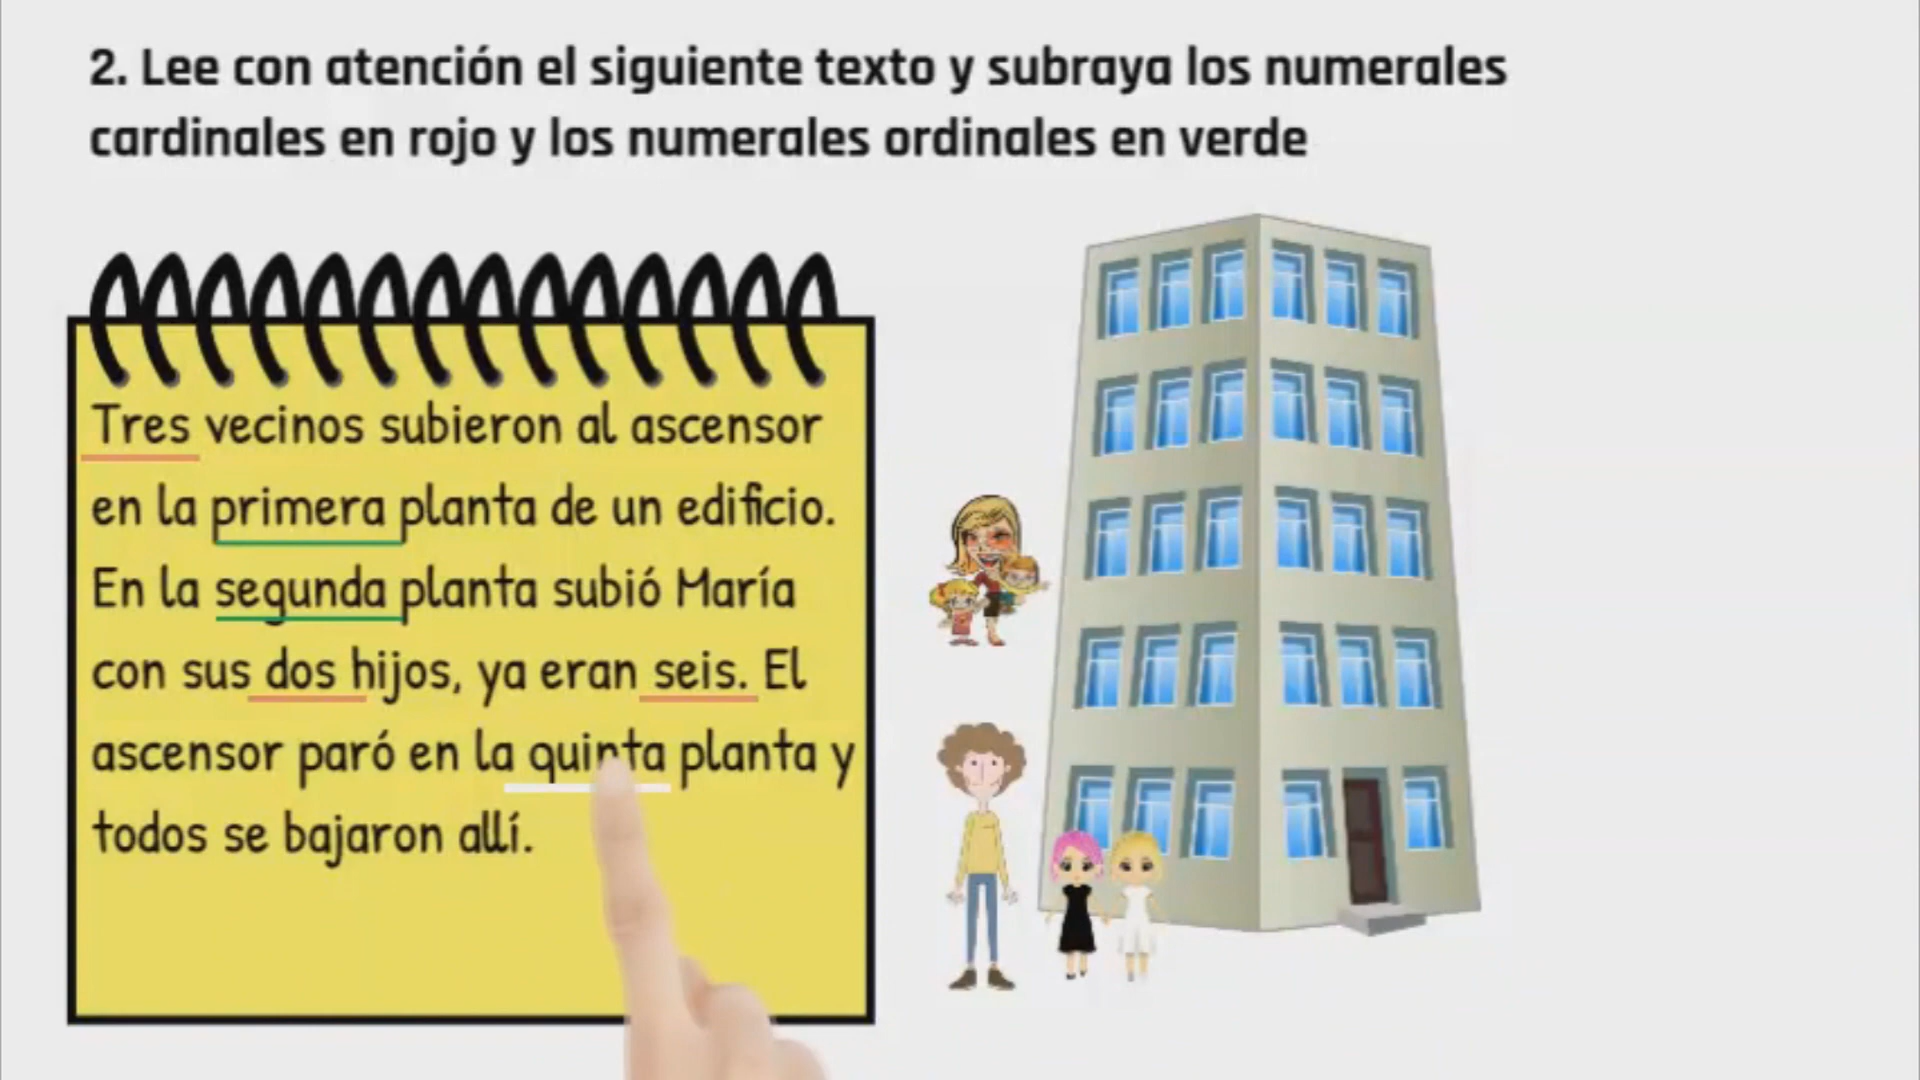 2. Lee con atención el siguiente texto y subraya los numerales
cardinales en rojo y los numerales ordinales en verde
Tres vecinos subieron al ascensor
en la primera planta de un edificio.
En la segunda planta subió María
con sus dos hijos, ya eran seis. El
ascensor paró en la quinta planta y
todos se bajaron allí.